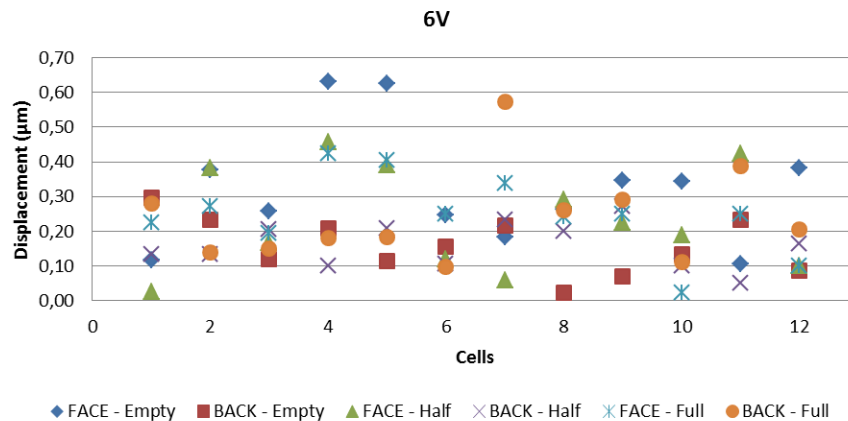 6V
Displacement (µm)
0,70
0,60
0,50
0,40
0,30
0,20
0,10
0,00
0 2 4 6 8 10 12
Cells
FACE - Empty BACK - Empty FACE - Half BACK - Half FACE - Full BACK - Full